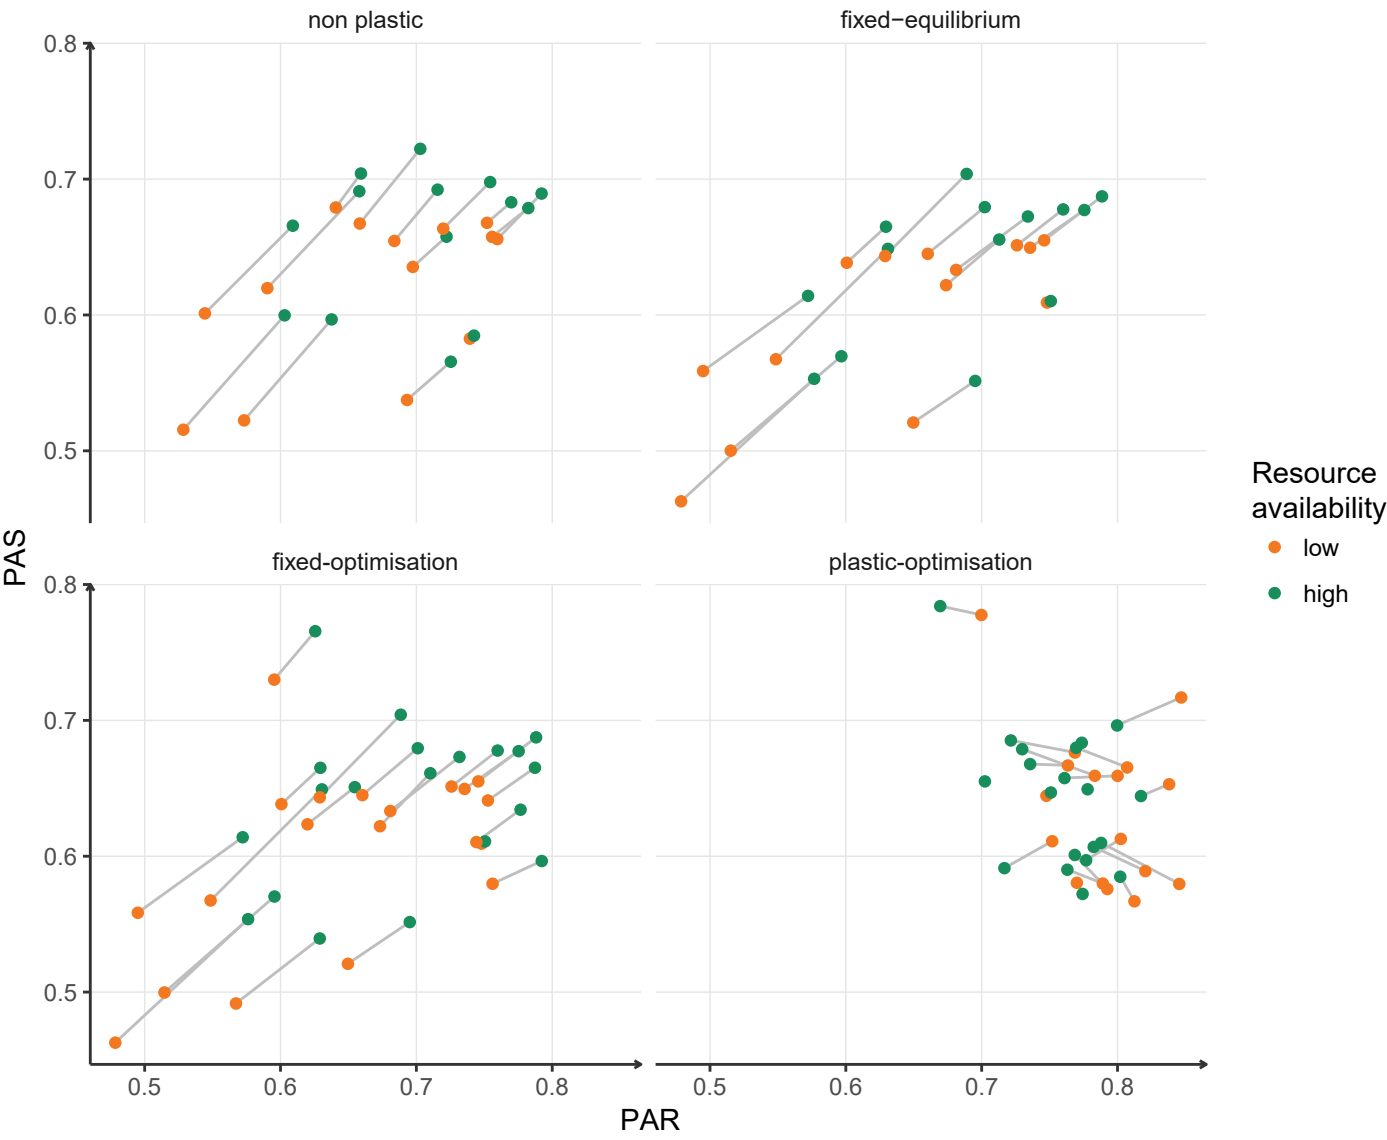 non plastic
fixed−equilibrium
0.8
0.7
0.6
0.5
fixed-optimisation
plastic-optimisation
0.8
0.7
0.6
0.5
PAS
0.5 0.6 0.7 0.8
0.5 0.6 0.7 0.8
PAR
Resource
availability
low
high